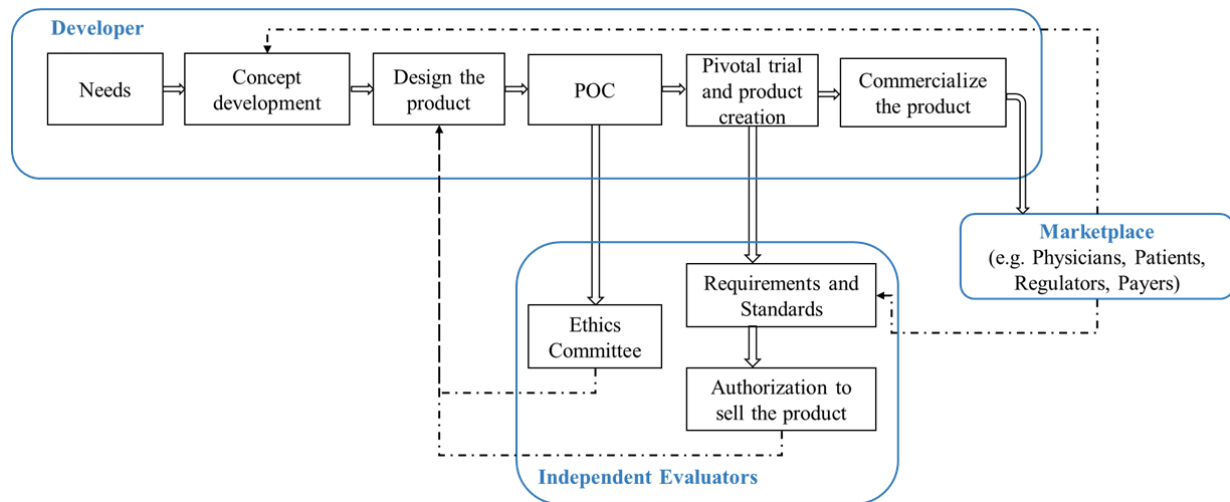 Developer
Needs
Concept
development
Design the
product
POC
Pivotal trial
and product
creation
Commercialize
the product
Marketplace
(e.g. Physicians, Patients,
Regulators, Payers)
Requirements and
Standards
Ethics
Committee
Authorization to
sell the product
Independent Evaluators